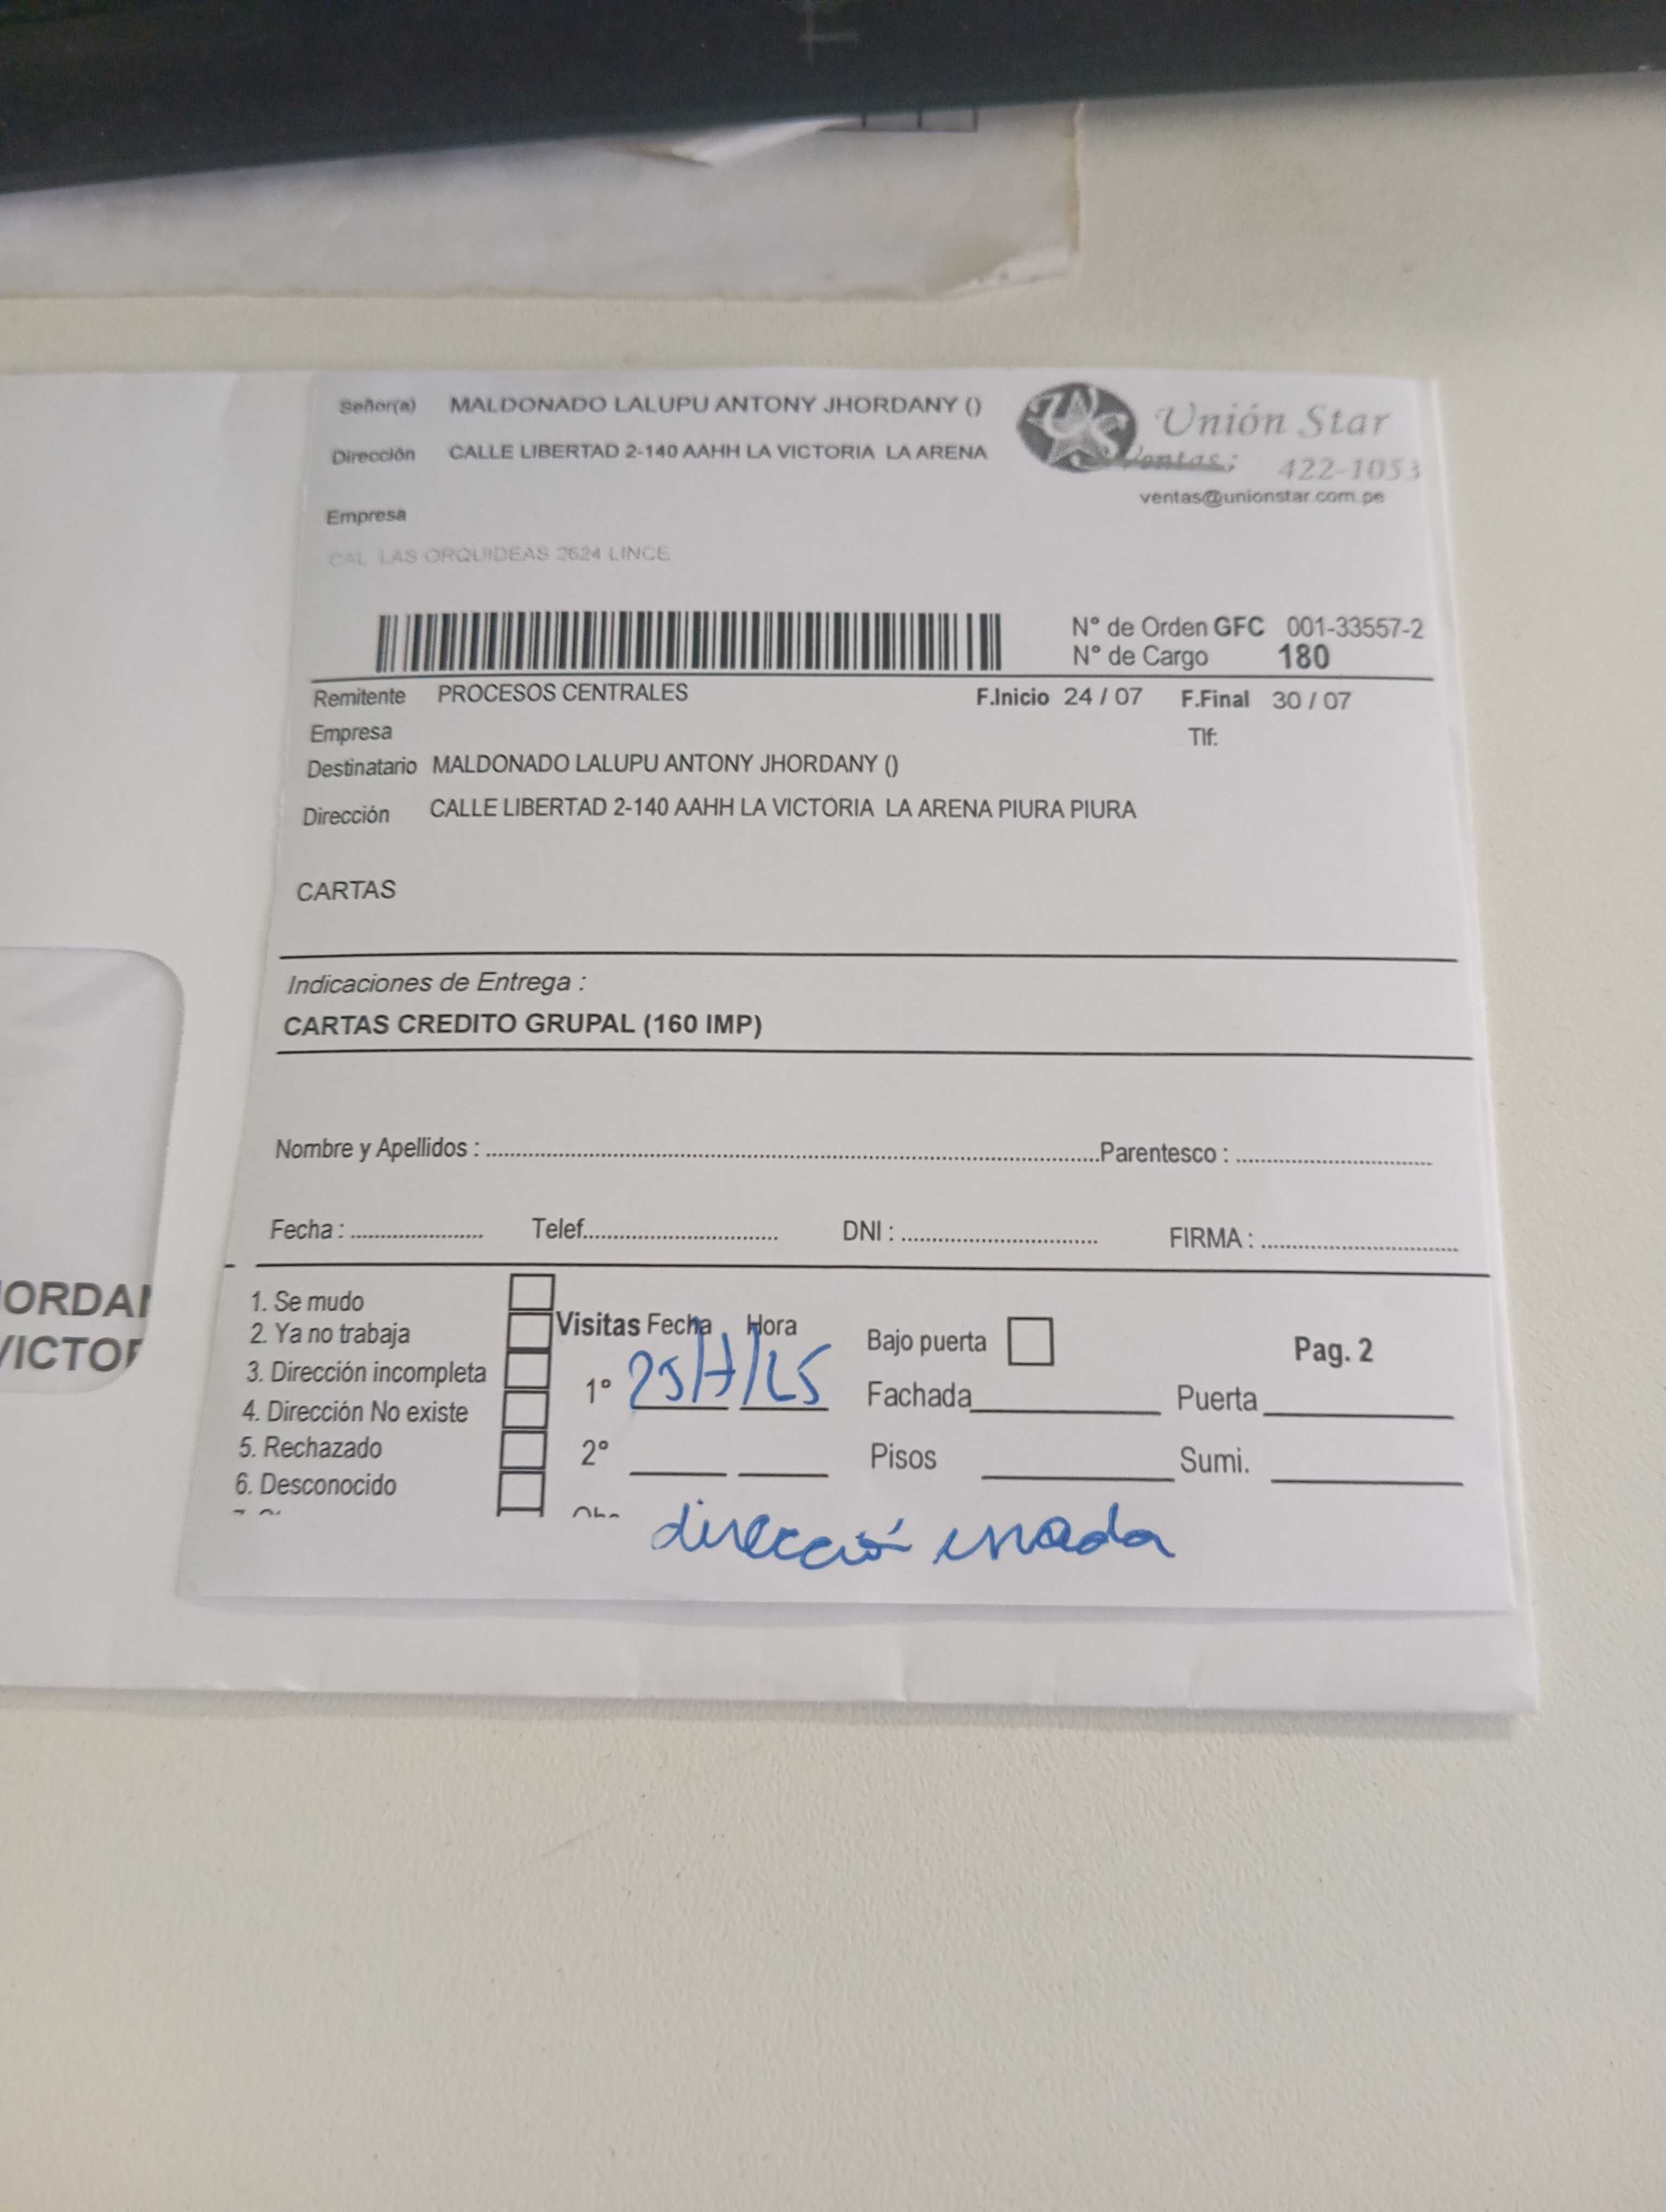 Señor(a) MALDONADO LALUPU ANTONY JHORDANY ()
Dirección CALLE LIBERTAD 2-140 AAHH LA VICTORIA LA ARENA
Unión Star
Ventas: 422-1053
ventas@unionstar.com.pe
Empresa
CAL LAS ORQUIDEAS 2624 LINCE
N° de Orden GFC 001-33557-2
N° de Cargo 180
Remitente PROCESOS CENTRALES F.Inicio 24 / 07 F.Final 30 / 07
Empresa Tlf:
Destinatario MALDONADO LALUPU ANTONY JHORDANY ()
Dirección CALLE LIBERTAD 2-140 AAHH LA VICTORIA LA ARENA PIURA PIURA
CARTAS
Indicaciones de Entrega :
CARTAS CREDITO GRUPAL (160 IMP)
Nombre y Apellidos : Parentesco :
Fecha : Telef. DNI : FIRMA :
1. Se mudo
2. Ya no trabaja
3. Dirección incompleta
4. Dirección No existe
5. Rechazado
6. Desconocido
Visitas Fecha Hora
1° 25/7/25
2°
Bajo puerta Pag. 2
Fachada Puerta
Pisos Sumi.
dirección errada
ORDA
VICTO